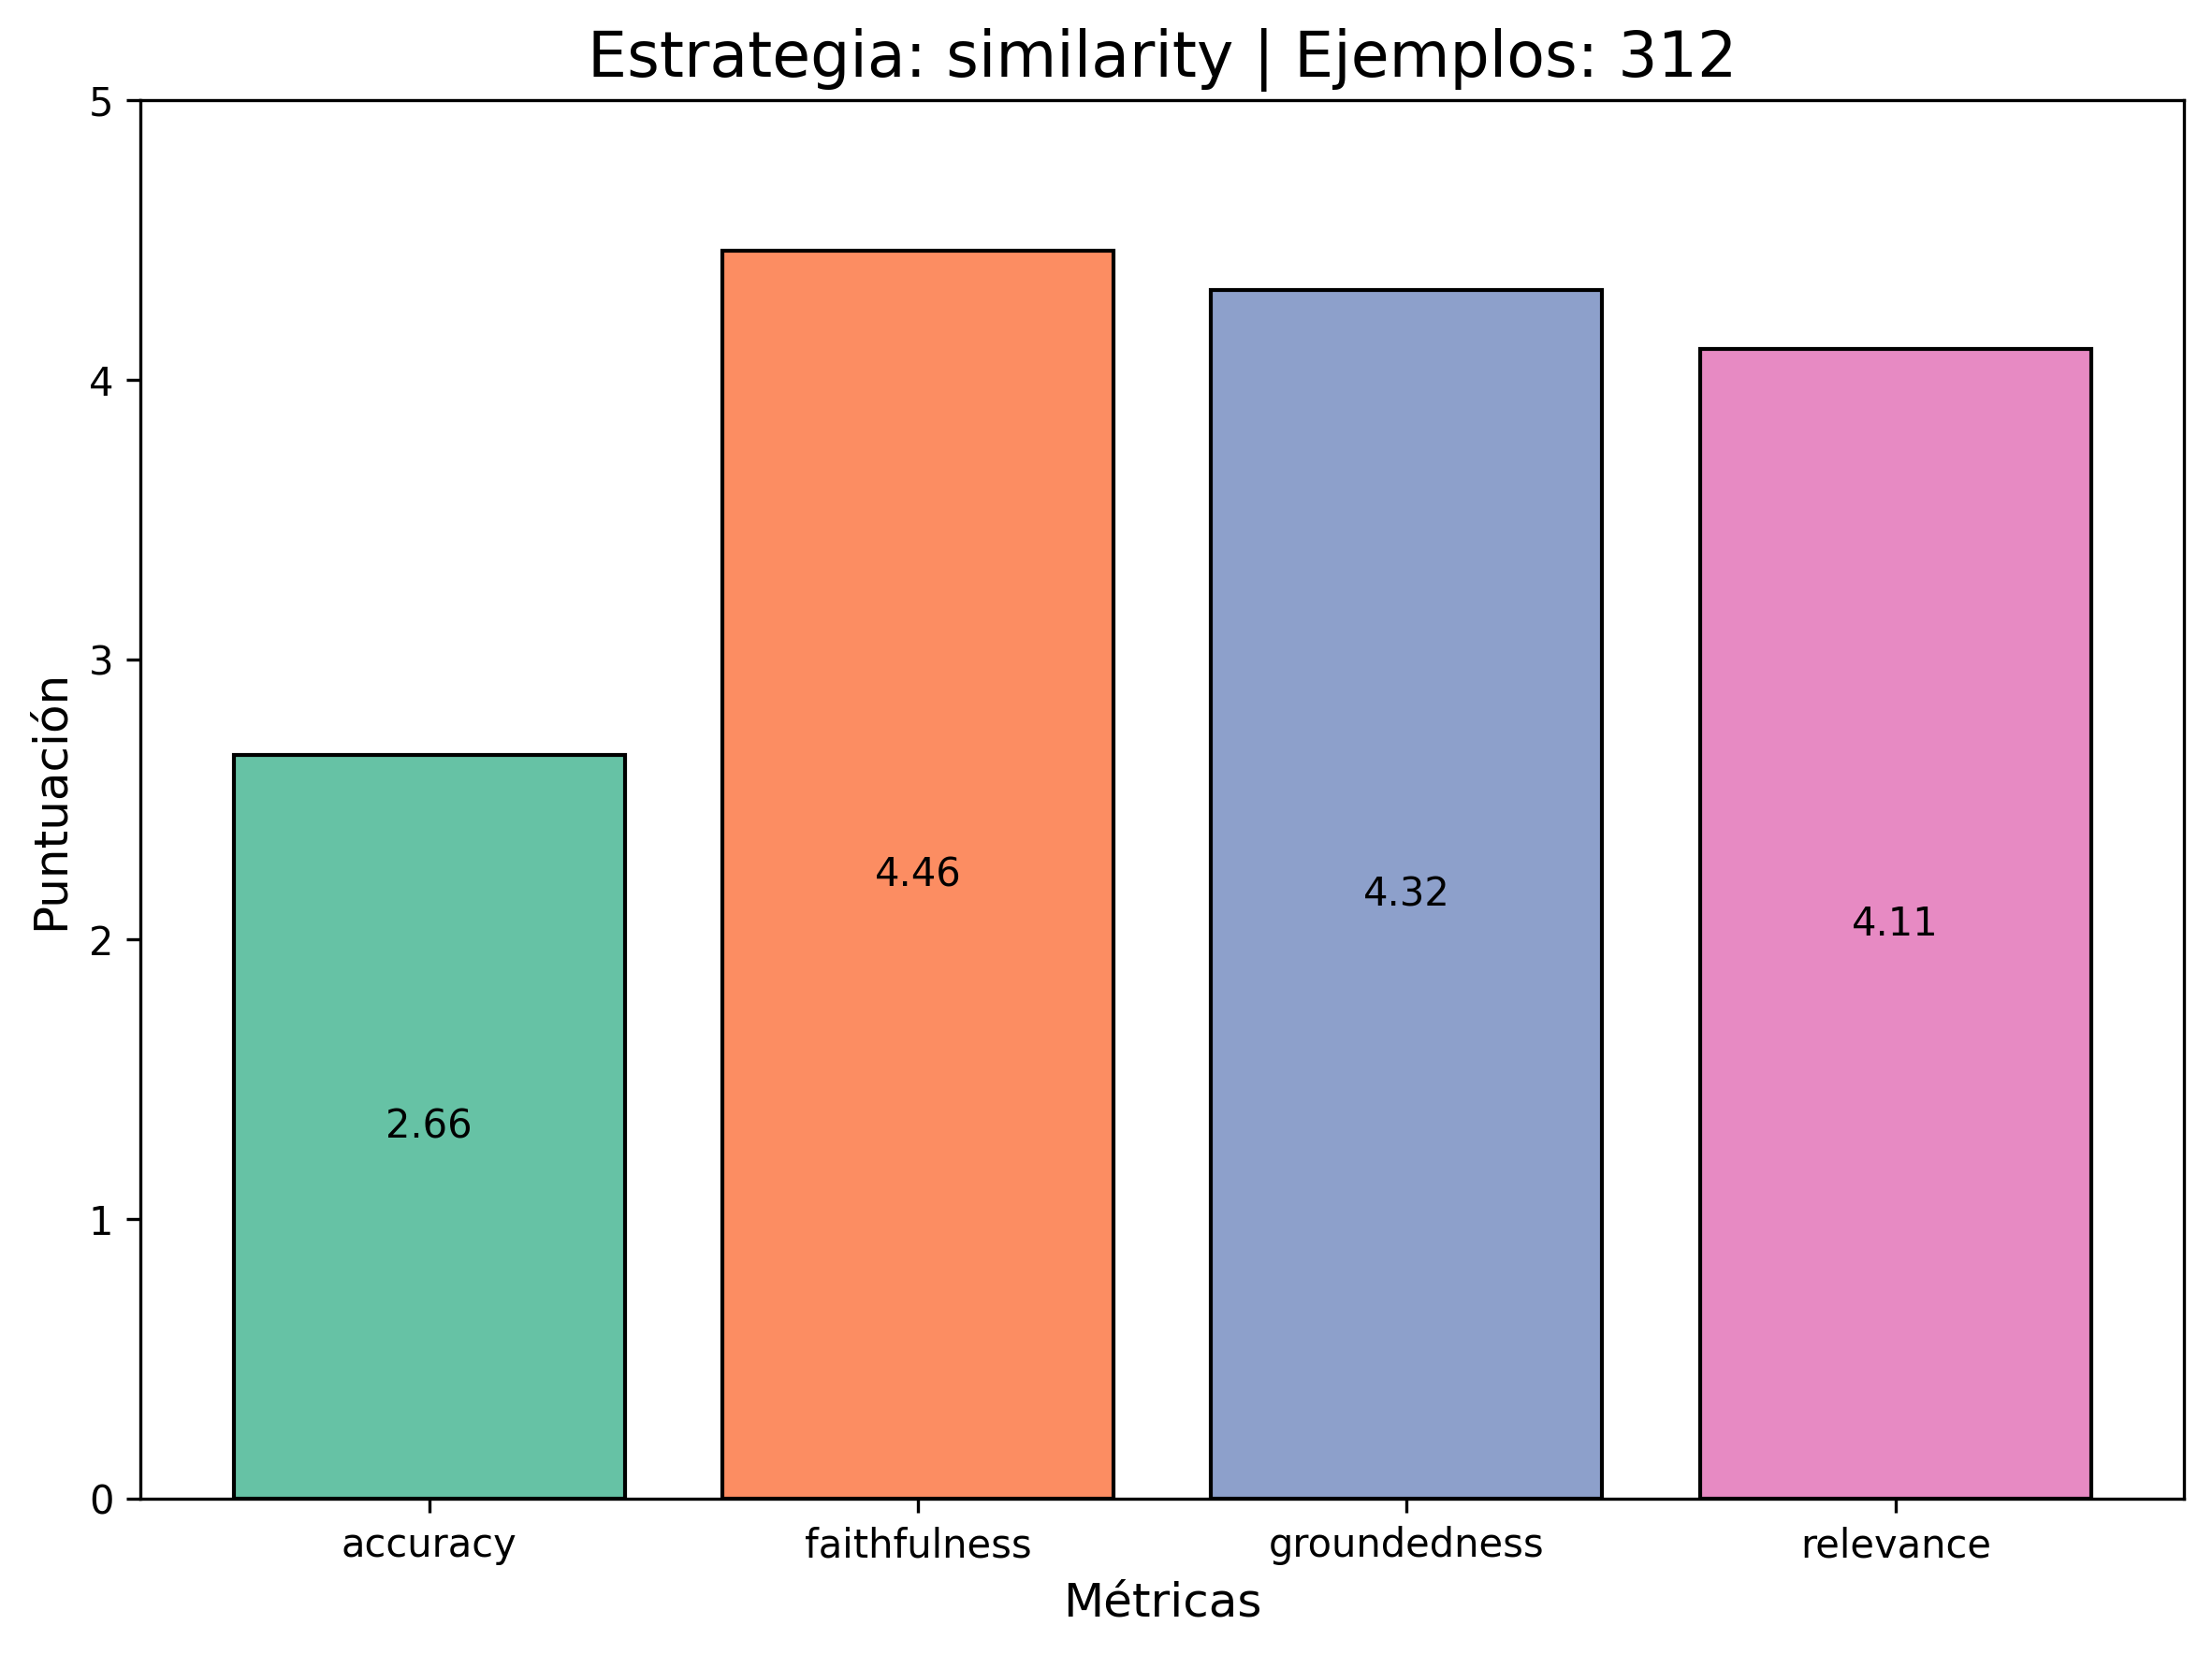 Estrategia: similarity | Ejemplos: 312
Puntuación
5
4
3
2
1
0
2.66
4.46
4.32
4.11
accuracy
faithfulness
groundedness
relevance
Métricas